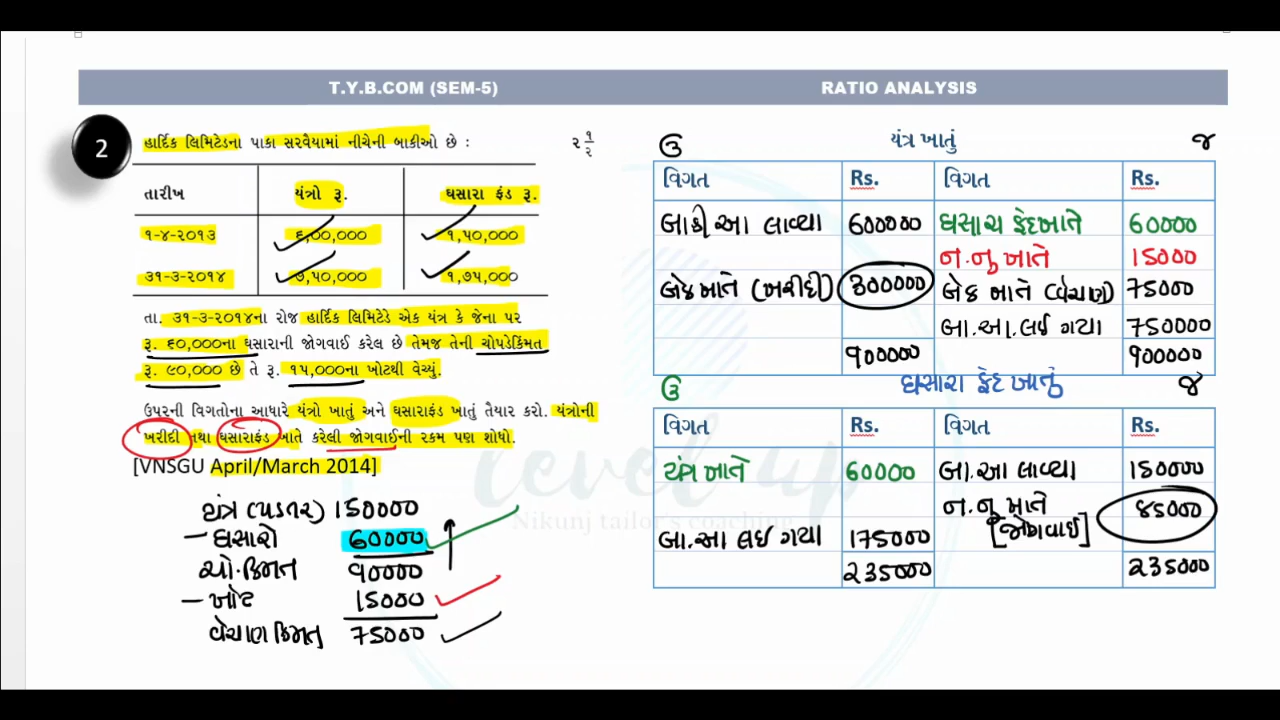 T.Y.B.COM (SEM-5) RATIO ANALYSIS
2
હાર્દિક લિમિટેડના પાકા સરવૈયામાં નીચેની બાકીઓ છે : ૨ ૧/૨
તારીખ યંત્રો રૂ. ઘસારા ફંડ રૂ.
૧-૪-૨૦૧૩ ૬,૦૦,૦૦૦ ૧,૫૦,૦૦૦
૩૧-૩-૨૦૧૪ ૭,૫૦,૦૦૦ ૧,૭૫,૦૦૦
તા. ૩૧-૩-૨૦૧૪ના રોજ હાર્દિક લિમિટેડે એક યંત્ર કે જેના પર
રૂ. ૬૦,૦૦૦ના ઘસારાની જોગવાઈ કરેલ છે તેમજ તેની ચોપડેકિંમત
રૂ. ૯૦,૦૦૦ છે તે રૂ. ૧૫,૦૦૦ના ખોટથી વેચ્યું.
ઉપરની વિગતોના આધારે યંત્રો ખાતું અને ઘસારાફંડ ખાતું તૈયાર કરો. યંત્રોની
ખરીદી તથા ઘસારાફંડ ખાતે કરેલી જોગવાઈની રકમ પણ શોધો.
[VNSGU April/March 2014]
યંત્ર (પડતર) 150000
– ઘસારો 60000
ચો.કિંમત 90000
– ખોટ 15000
વેચાણ કિંમત 75000
ઉ યંત્ર ખાતું જ
વિગત Rs. વિગત Rs.
બાકી આ લાવ્યા 600000 ઘસારા ફંડ ખાતે 60000
ન.નુ ખાતે 15000
બેંક ખાતે (ખરીદી) 300000 બેંક ખાતે (વેચાણ) 75000
બા.આ.લઈ ગયા 750000
900000 900000
ઉ ઘસારા ફંડ ખાતું જ
વિગત Rs. વિગત Rs.
યંત્ર ખાતે 60000 બા.આ લાવ્યા 150000
ન.નુ ખાતે 85000
[જોગવાઈ]
બા.આ લઈ ગયા 175000
235000 235000
level up
Nikunj tailor's coaching